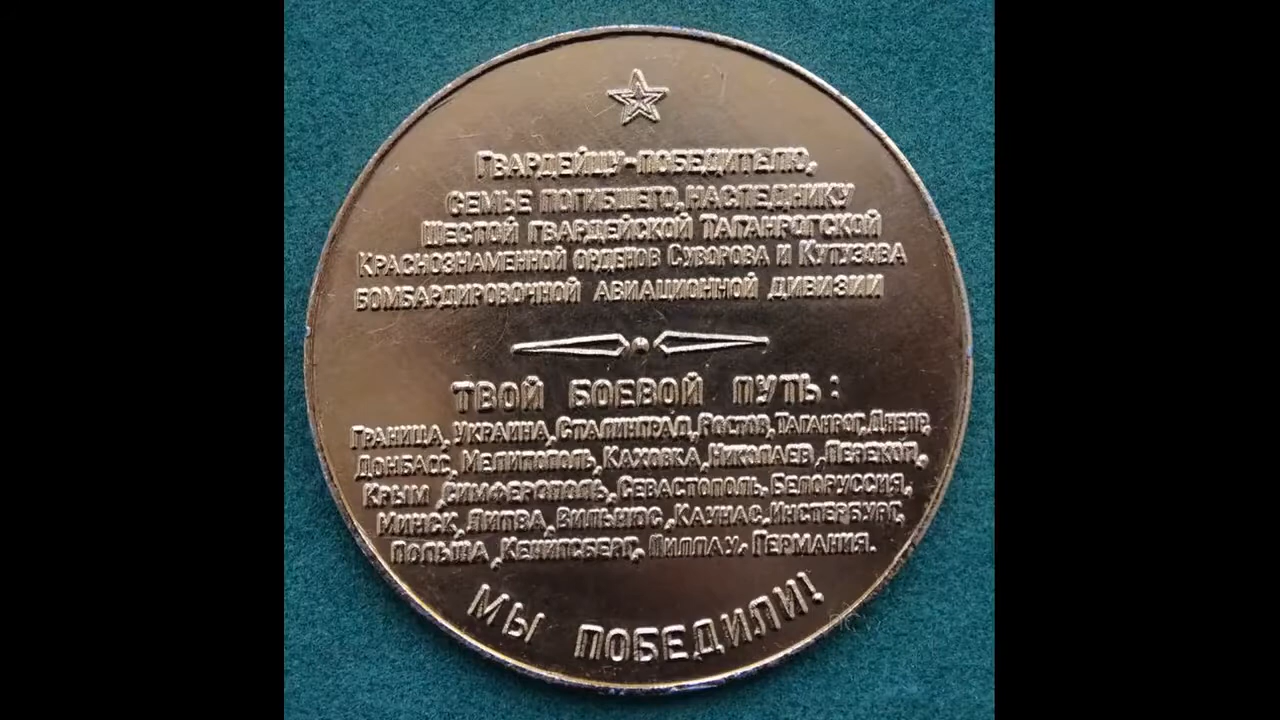 Гвардейцу-победителю,
семье погибшего, наследнику
шестой гвардейской Таганрогской
Краснознаменной орденов Суворова и Кутузова
бомбардировочной авиационной дивизии
ТВОЙ БОЕВОЙ ПУТЬ:
Граница, Украина, Сталинград, Ростов, Таганрог, Днепр,
Донбасс, Мелитополь, Каховка, Николаев, Перекоп,
Крым, Симферополь, Севастополь, Белоруссия,
Минск, Литва, Вильнюс, Каунас, Инстербург,
Польша, Кенигсберг, Пиллау, Германия.
МЫ ПОБЕДИЛИ!